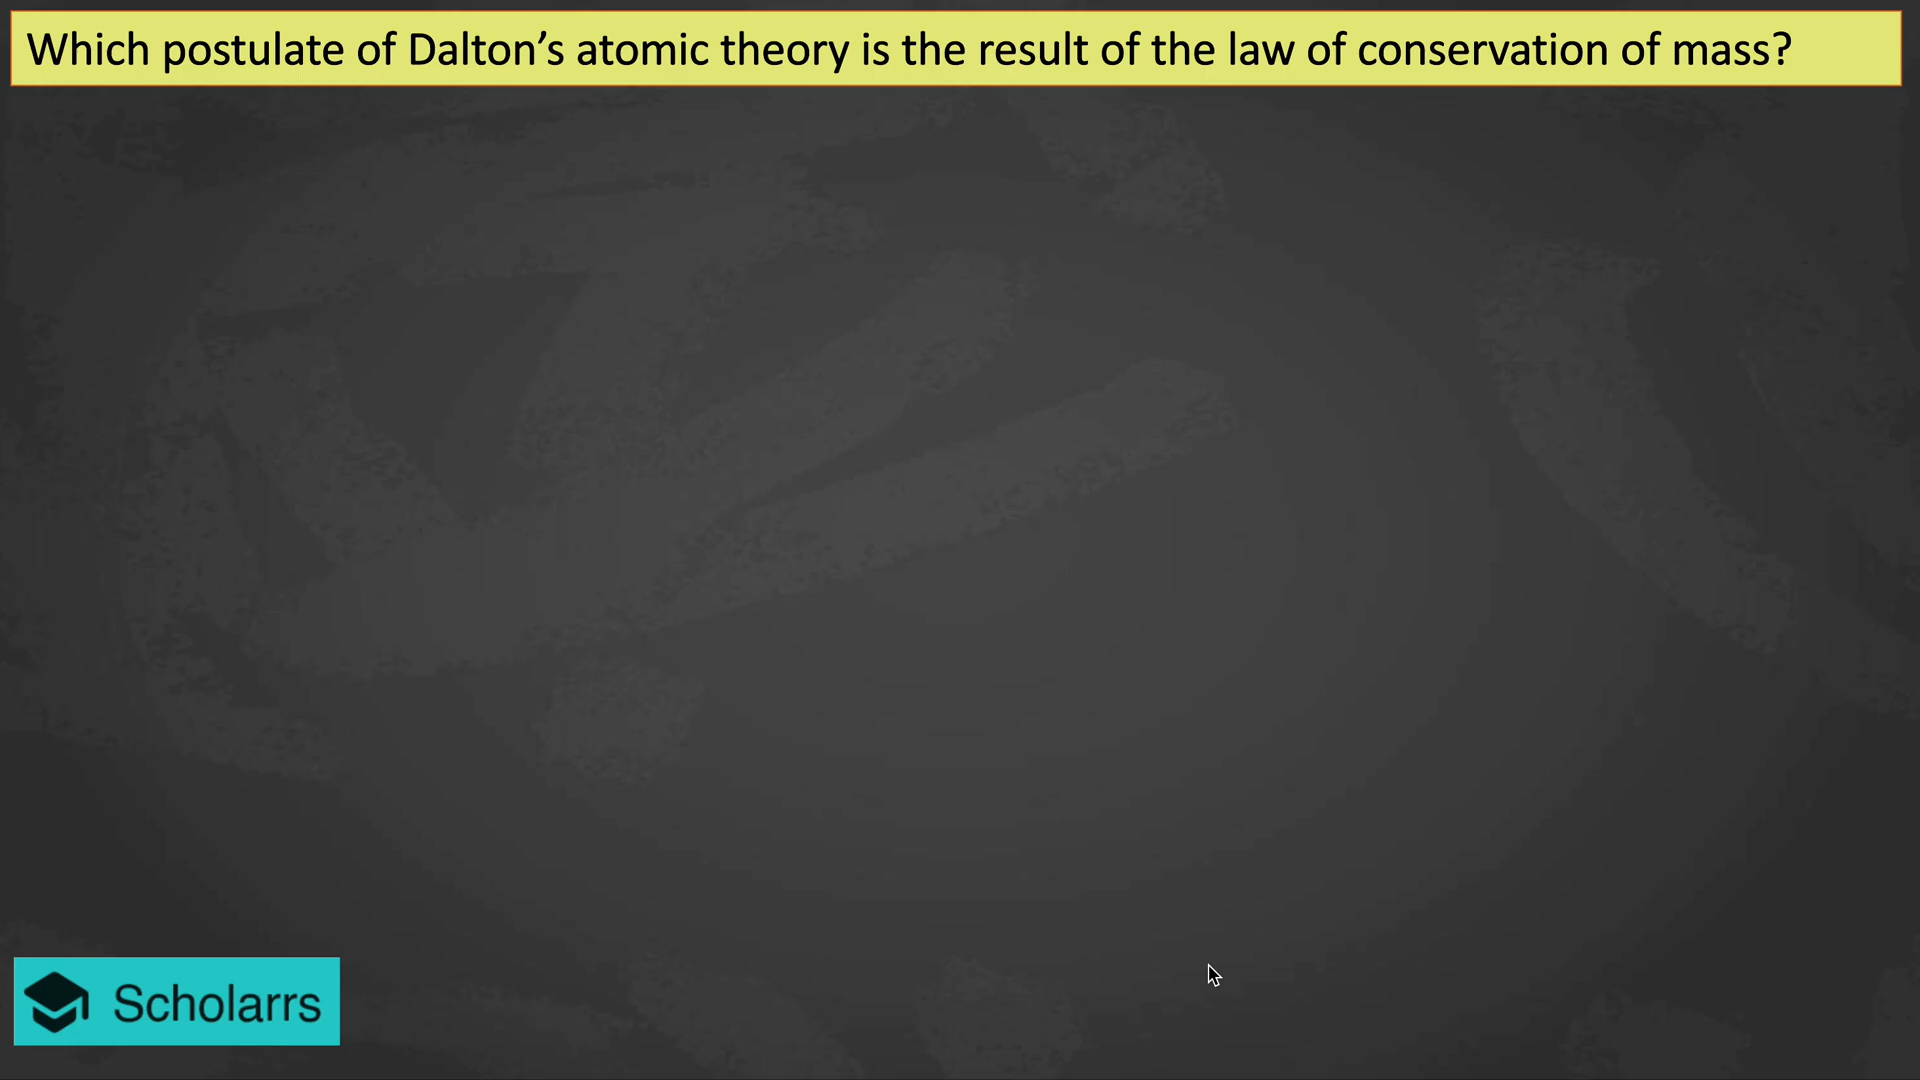 Which postulate of Dalton’s atomic theory is the result of the law of conservation of mass?
Scholarrs